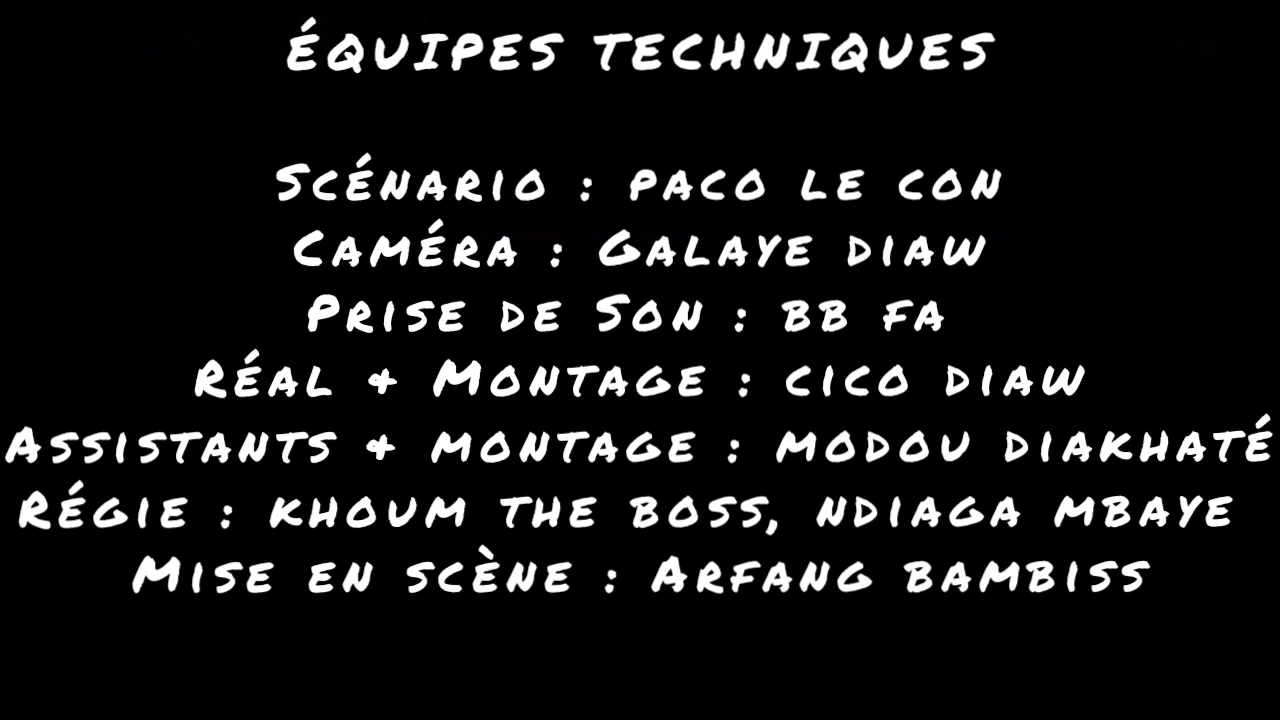 ÉQUIPES TECHNIQUES
SCÉNARIO : PACO LE CON
CAMÉRA : GALAYE DIAW
PRISE DE SON : BB FA
RÉAL & MONTAGE : CICO DIAW
ASSISTANTS & MONTAGE : MODOU DIAKHATÉ
RÉGIE : KHOUM THE BOSS, NDIAGA MBAYE
MISE EN SCÈNE : ARFANG BAMBISS